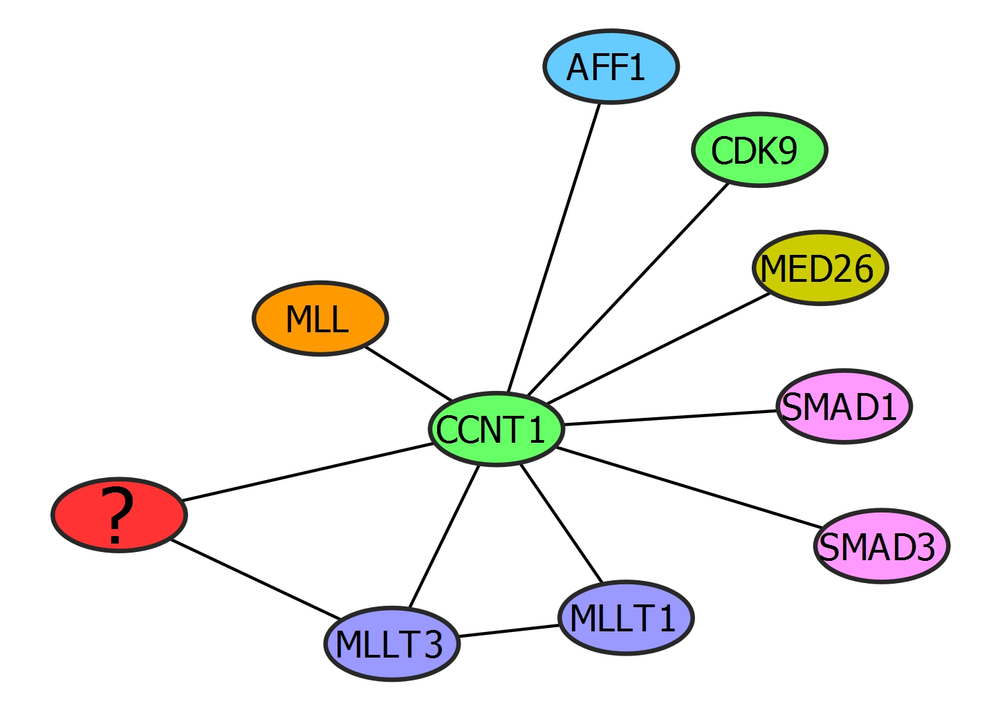 AFF1
CDK9
MED26
MLL
SMAD1
CCNT1
?
SMAD3
MLLT1
MLLT3